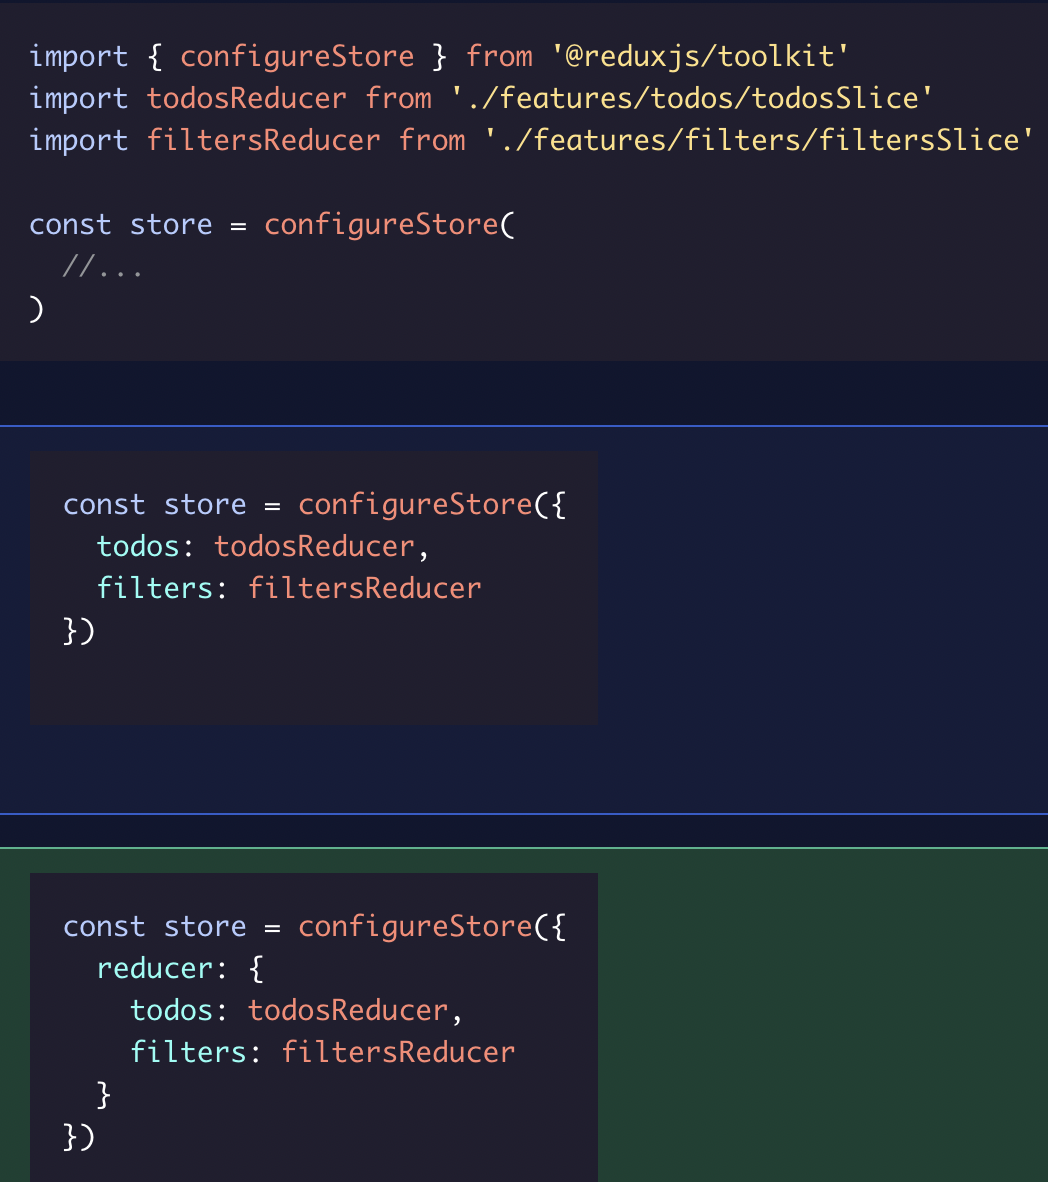 import { configureStore } from '@reduxjs/toolkit'
import todosReducer from './features/todos/todosSlice'
import filtersReducer from './features/filters/filtersSlice'
const store = configureStore(
//...
)
const store = configureStore({
todos: todosReducer,
filters: filtersReducer
})
const store = configureStore({
reducer: {
todos: todosReducer,
filters: filtersReducer
}
})